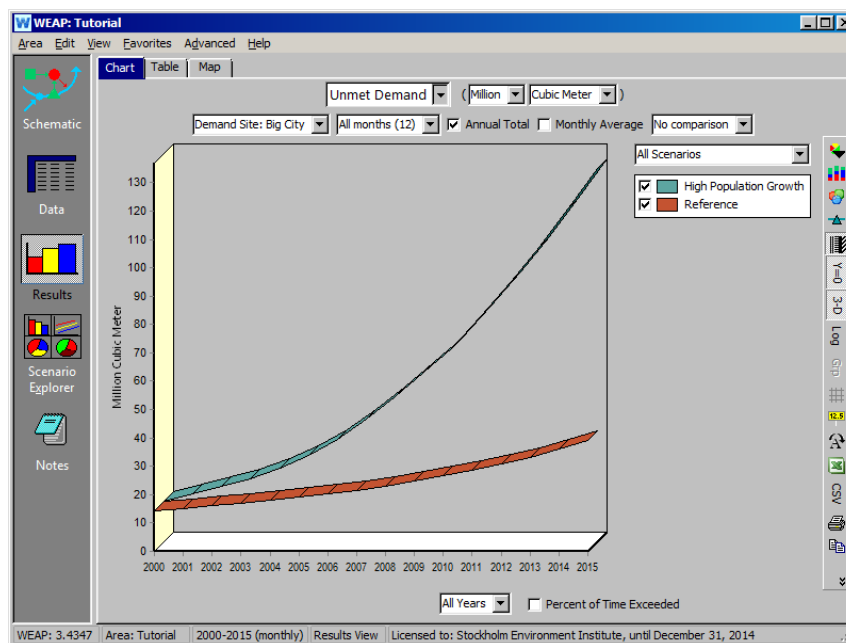 WEAP: Tutorial
Area Edit View Favorites Advanced Help
Chart Table Map
Unmet Demand ( Million Cubic Meter )
Demand Site: Big City All months (12) Annual Total Monthly Average No comparison
All Scenarios
High Population Growth
Reference
Schematic
Data
Results
Scenario
Explorer
Notes
Million Cubic Meter
130
120
110
100
90
80
70
60
50
40
30
20
10
0
2000 2001 2002 2003 2004 2005 2006 2007 2008 2009 2010 2011 2012 2013 2014 2015
All Years Percent of Time Exceeded
Y=0
3-D
Log
Grp
12.5
A
CSV
WEAP: 3.4347 Area: Tutorial 2000-2015 (monthly) Results View Licensed to: Stockholm Environment Institute, until December 31, 2014